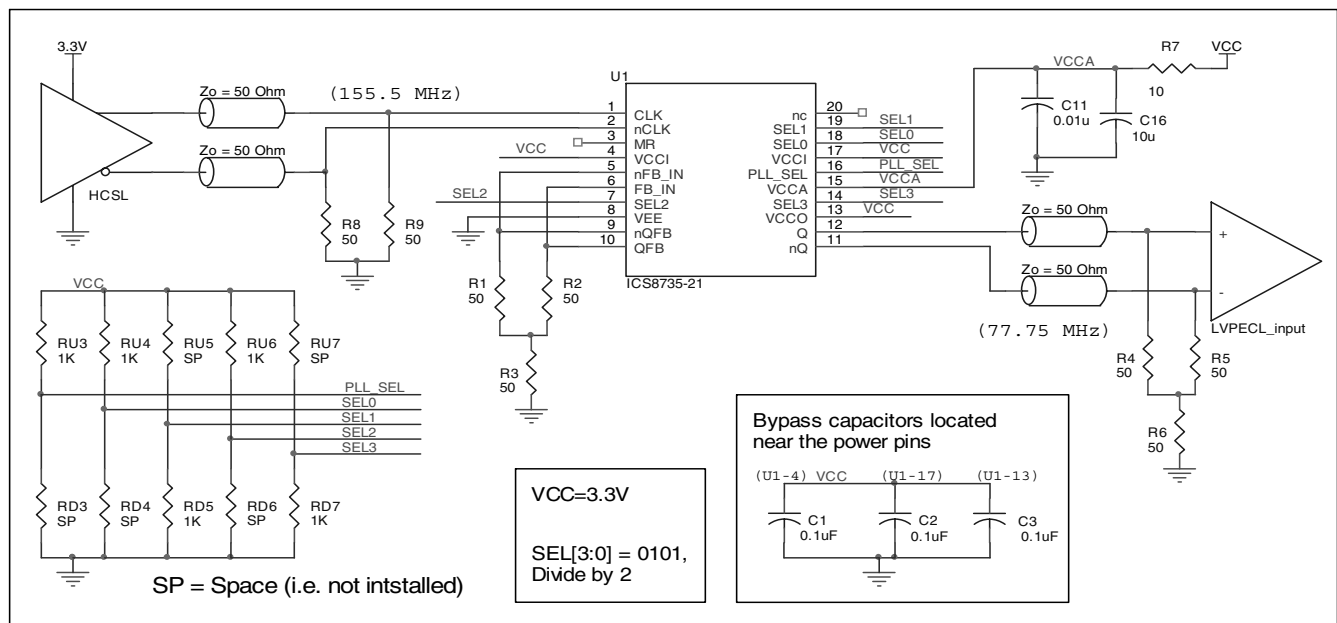 3.3V
HCSL
Zo = 50 Ohm
Zo = 50 Ohm
(155.5 MHz)
R8
50
R9
50
U1
1
2
3
4
5
6
7
8
9
10
CLK
nCLK
MR
VCCI
nFB_IN
FB_IN
SEL2
VEE
nQFB
QFB
nc
SEL1
SEL0
VCCI
PLL_SEL
VCCA
SEL3
VCCO
Q
nQ
20
19
18
17
16
15
14
13
12
11
ICS8735-21
VCC
SEL2
SEL1
SEL0
VCC
PLL_SEL
VCCA
SEL3
VCC
R1
50
R2
50
R3
50
VCCA
R7
10
VCC
C11
0.01u
C16
10u
Zo = 50 Ohm
Zo = 50 Ohm
(77.75 MHz)
+
-
LVPECL_input
R4
50
R5
50
R6
50
VCC
RU3
1K
RU4
1K
RU5
SP
RU6
1K
RU7
SP
PLL_SEL
SEL0
SEL1
SEL2
SEL3
RD3
SP
RD4
SP
RD5
1K
RD6
SP
RD7
1K
SP = Space (i.e. not intstalled)
VCC=3.3V
SEL[3:0] = 0101,
Divide by 2
Bypass capacitors located
near the power pins
(U1-4) VCC (U1-17) (U1-13)
C1
0.1uF
C2
0.1uF
C3
0.1uF